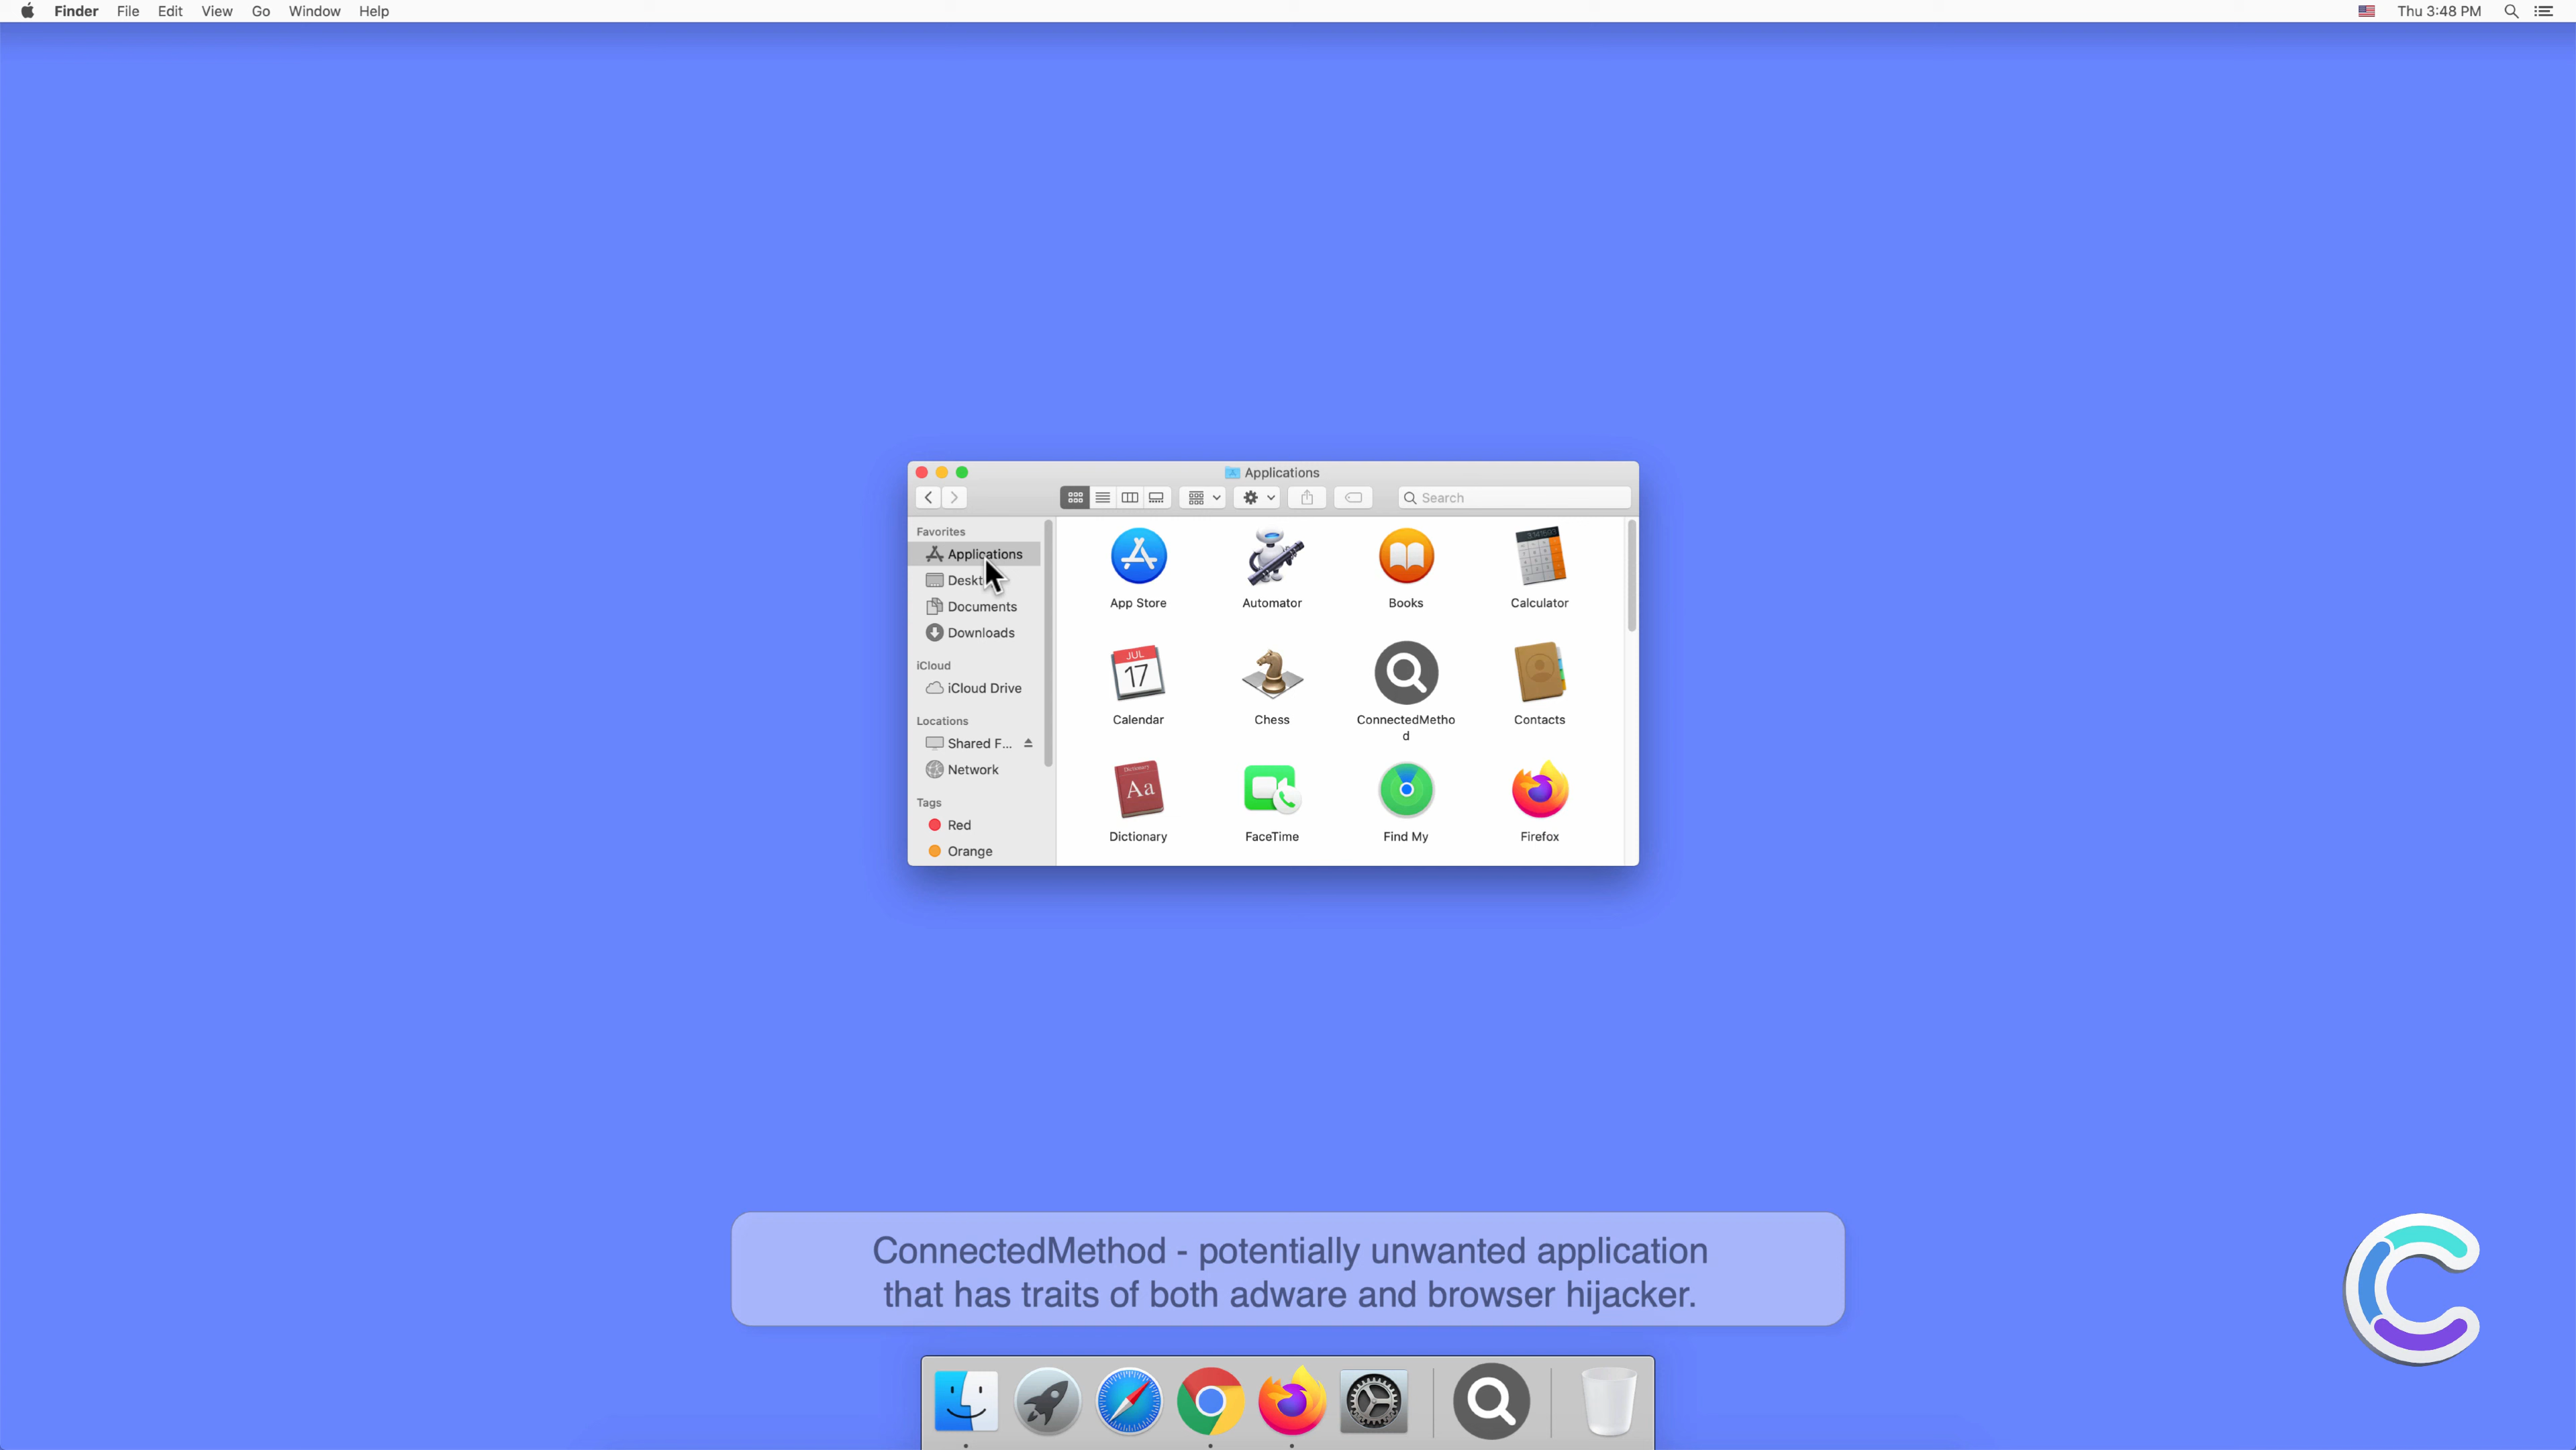 Finder File Edit View Go Window Help
Thu 3:48 PM
Applications
Search
Favorites
Applications
Documents
Downloads
iCloud
iCloud Drive
Locations
Shared F...
Network
Tags
Red
Orange
App Store
Automator
Books
Calculator
JUL
17
Calendar
Chess
ConnectedMetho
d
Contacts
Dictionary
Aa
Dictionary
FaceTime
Find My
Firefox
ConnectedMethod - potentially unwanted application
that has traits of both adware and browser hijacker.